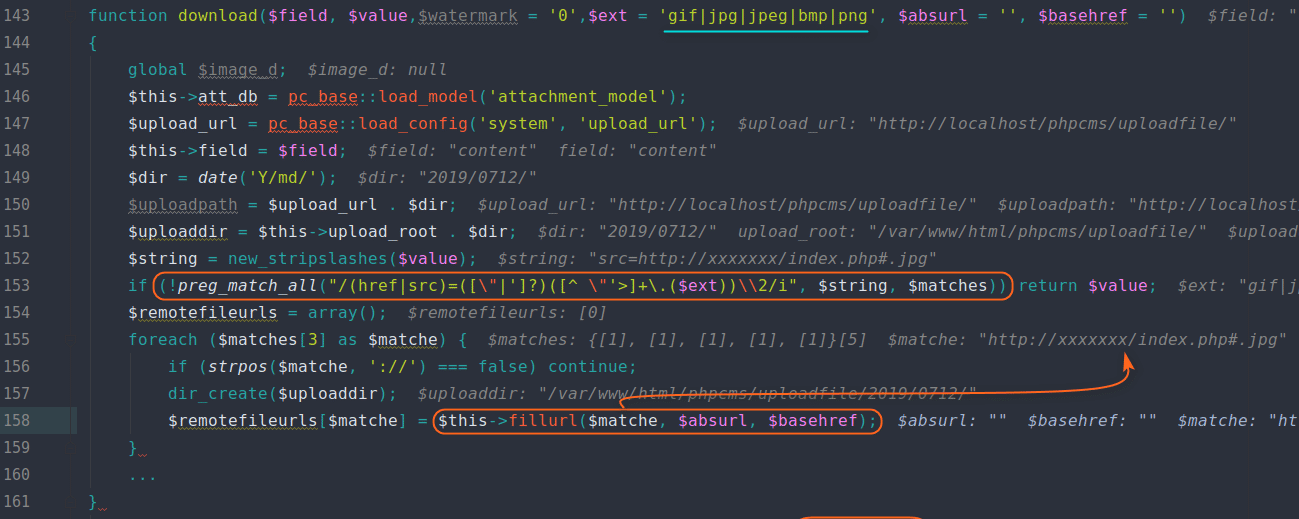 143 function download($field, $value,$watermark = '0',$ext = 'gif|jpg|jpeg|bmp|png', $absurl = '', $basehref = '') $field: "
144 {
145 global $image_d; $image_d: null
146 $this->att_db = pc_base::load_model('attachment_model');
147 $upload_url = pc_base::load_config('system', 'upload_url'); $upload_url: "http://localhost/phpcms/uploadfile/"
148 $this->field = $field; $field: "content" field: "content"
149 $dir = date('Y/md/'); $dir: "2019/0712/"
150 $uploadpath = $upload_url . $dir; $upload_url: "http://localhost/phpcms/uploadfile/" $uploadpath: "http://localhost
151 $uploaddir = $this->upload_root . $dir; $dir: "2019/0712/" upload_root: "/var/www/html/phpcms/uploadfile/" $upload
152 $string = new_stripslashes($value); $string: "src=http://xxxxxxx/index.php#.jpg"
153 if (!preg_match_all("/(href|src)=([\"|']?)([^ \"'>]+\.($ext))\\2/i", $string, $matches)) return $value; $ext: "gif|j
154 $remotefileurls = array(); $remotefileurls: [0]
155 foreach ($matches[3] as $matche) { $matches: {[1], [1], [1], [1], [1]}[5] $matche: "http://xxxxxxx/index.php#.jpg"
156 if (strpos($matche, '://') === false) continue;
157 dir_create($uploaddir); $uploaddir: "/var/www/html/phpcms/uploadfile/2019/0712/"
158 $remotefileurls[$matche] = $this->fillurl($matche, $absurl, $basehref); $absurl: "" $basehref: "" $matche: "ht
159 }
160 ...
161 }